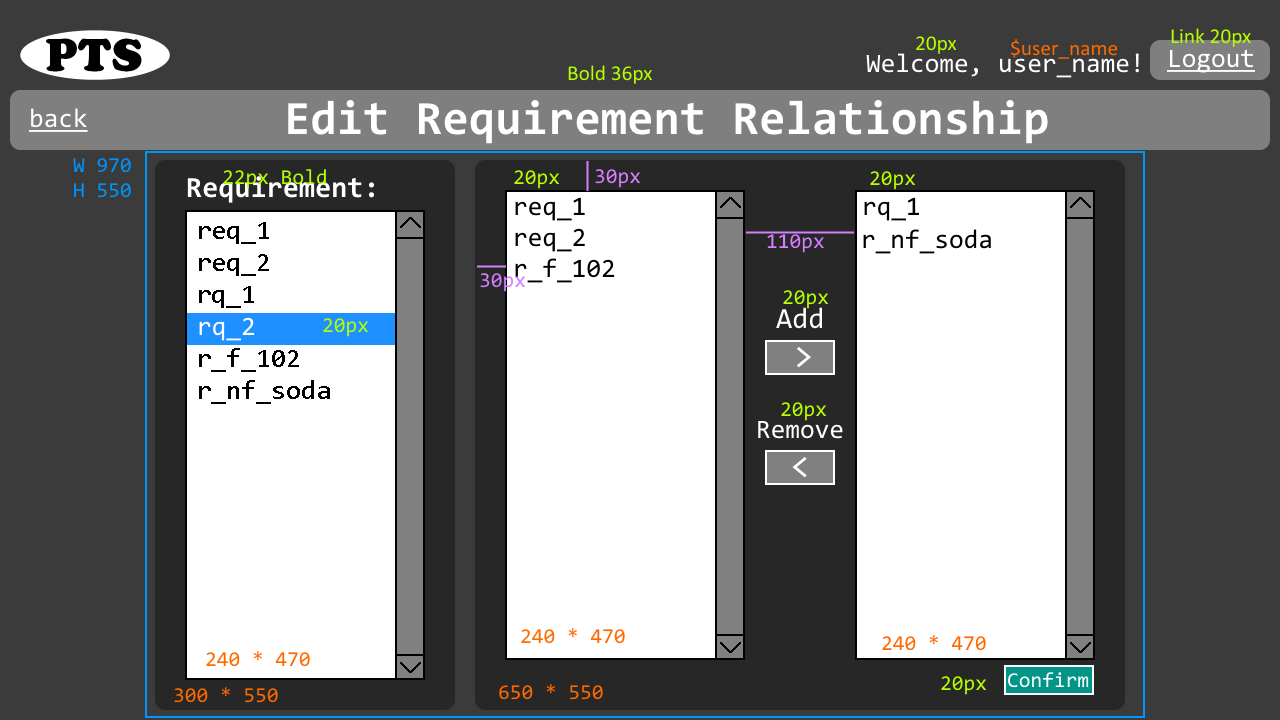 PTS
Bold 36px
20px
$user_name
Link 20px
Welcome, user_name!
Logout
back
Edit Requirement Relationship
W 970
H 550
22px Bold
Requirement:
req_1
req_2
rq_1
rq_2
20px
r_f_102
r_nf_soda
240 * 470
300 * 550
20px
30px
req_1
req_2
r_f_102
30px
240 * 470
650 * 550
110px
20px
Add
>
20px
Remove
<
20px
rq_1
r_nf_soda
240 * 470
20px
Confirm